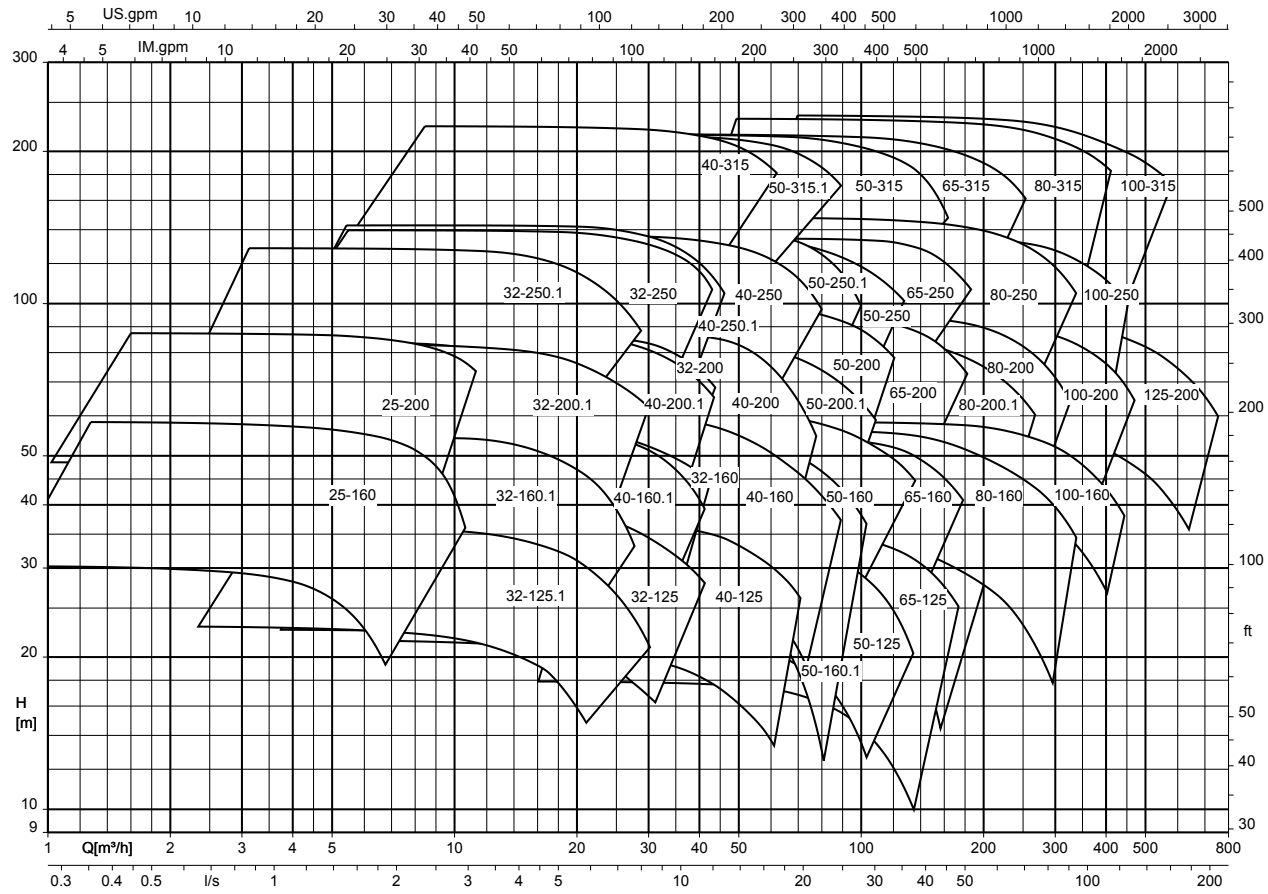 5 US.gpm 10 20 30 40 50 100 200 300 400 500 1000 2000 3000
4 5 IM.gpm 10 20 30 40 50 100 200 300 400 500 1000 2000
300
200
40-315 50-315.1 50-315 65-315 80-315 100-315
500
400
50-250.1
100 32-250.1 32-250 40-250 65-250 80-250 100-250
50-250
40-250.1 300
32-200 50-200 80-200
25-200 32-200.1 40-200.1 40-200 50-200.1 65-200 80-200.1 100-200 125-200
200
50
32-160
40 25-160 32-160.1 40-160.1 40-160 50-160 65-160 80-160 100-160
30 100
32-125.1 32-125 40-125 65-125
ft
50-125
20
50-160.1
H
[m] 50
40
10
9 30
1 Q[m³/h] 2 3 4 5 10 20 30 40 50 100 200 300 400 500 800
0.3 0.4 0.5 l/s 1 2 3 4 5 10 20 30 40 50 100 200